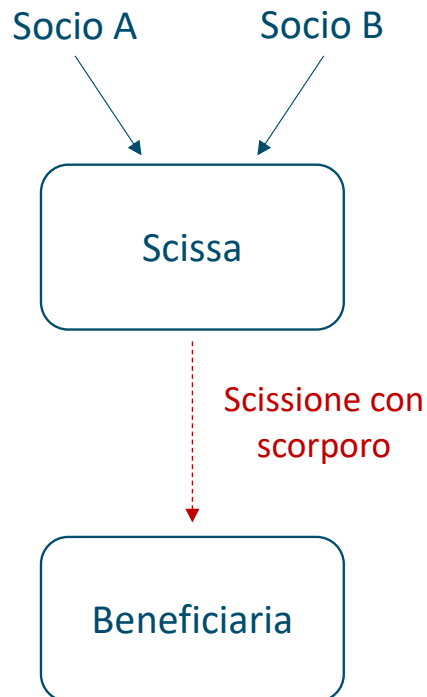 Socio A
Socio B
Scissa
Scissione con
scorporo
Beneficiaria